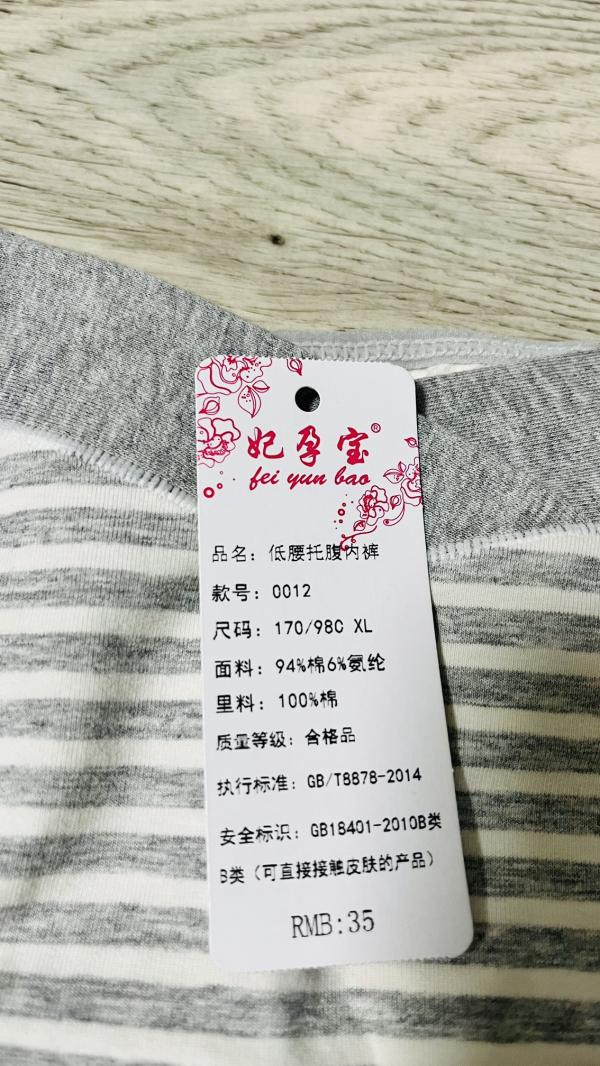 妃孕宝®
fei yun bao
品名：低腰托腹内裤
款号：0012
尺码：170/98C XL
面料：94%棉6%氨纶
里料：100%棉
质量等级：合格品
执行标准：GB/T8878-2014
安全标识：GB18401-2010B类
B类（可直接接触皮肤的产品）
RMB:35